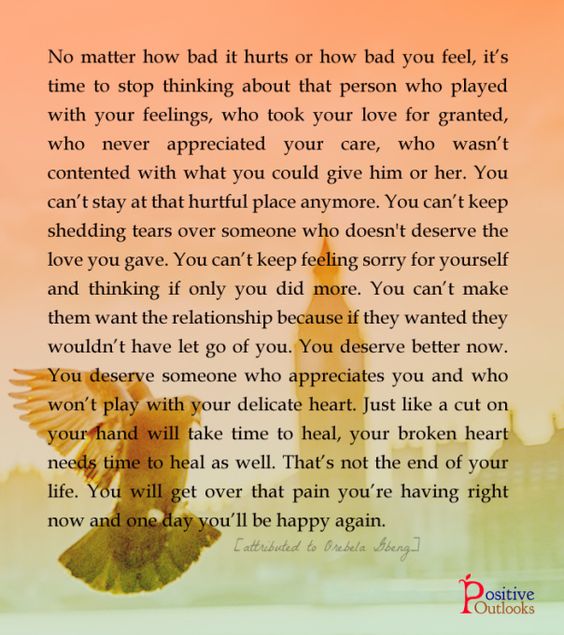 No matter how bad it hurts or how bad you feel, it's
time to stop thinking about that person who played
with your feelings, who took your love for granted,
who never appreciated your care, who wasn't
contented with what you could give him or her. You
can't stay at that hurtful place anymore. You can't keep
shedding tears over someone who doesn't deserve the
love you gave. You can't keep feeling sorry for yourself
and thinking if only you did more. You can't make
them want the relationship because if they wanted they
wouldn't have let go of you. You deserve better now.
You deserve someone who appreciates you and who
won't play with your delicate heart. Just like a cut on
your hand will take time to heal, your broken heart
needs time to heal as well. That's not the end of your
life. You will get over that pain you're having right
now and one day you'll be happy again.
[attributed to Orebela Gbeng]
Positive
Outlooks